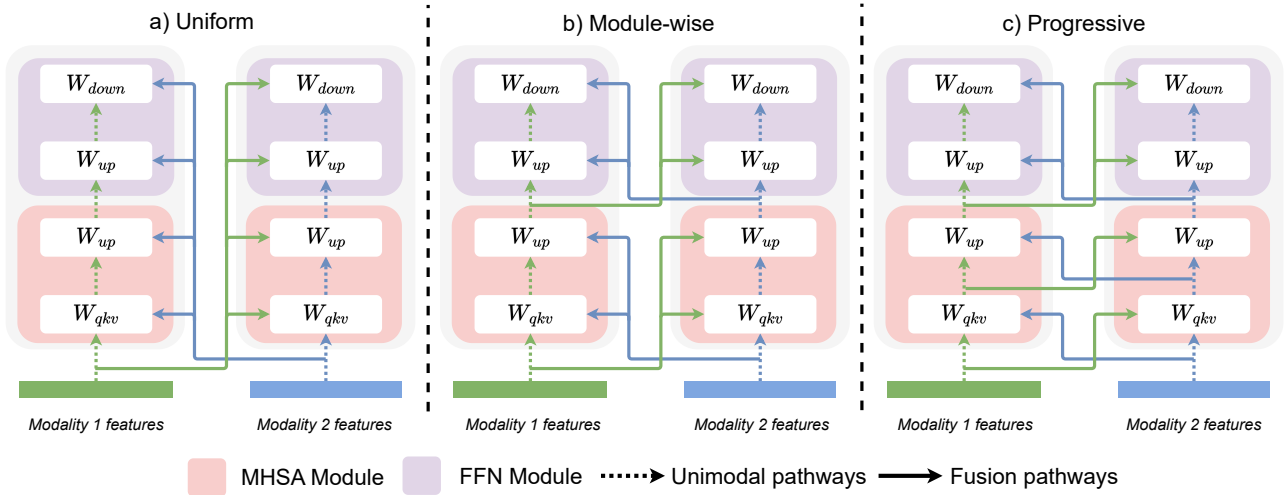 a) Uniform
b) Module-wise
c) Progressive
W_down
W_down
W_down
W_down
W_down
W_down
W_up
W_up
W_up
W_up
W_up
W_up
W_up
W_up
W_up
W_up
W_up
W_up
W_qkv
W_qkv
W_qkv
W_qkv
W_qkv
W_qkv
Modality 1 features
Modality 2 features
Modality 1 features
Modality 2 features
Modality 1 features
Modality 2 features
MHSA Module
FFN Module
Unimodal pathways
Fusion pathways